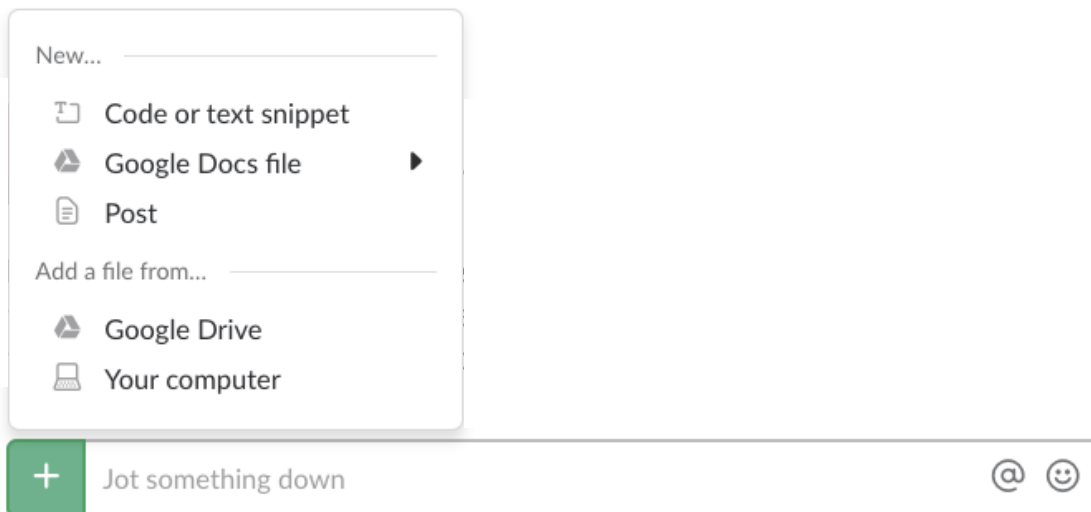 New...
Code or text snippet
Google Docs file
Post
Add a file from...
Google Drive
Your computer
+ Jot something down @